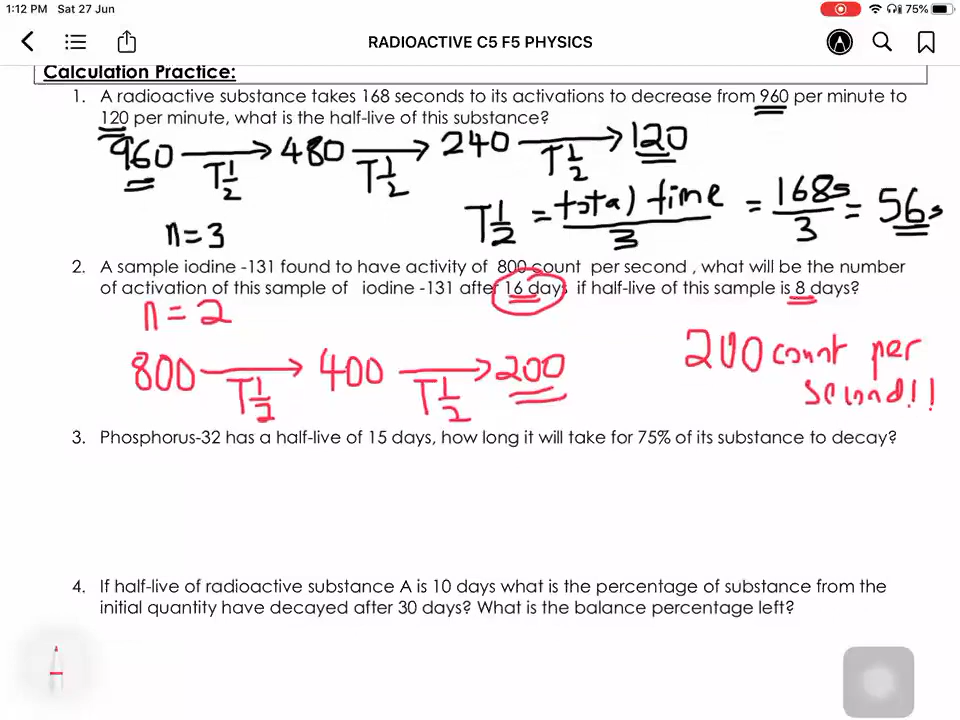 1:12 PM Sat 27 Jun 75%
RADIOACTIVE C5 F5 PHYSICS
Calculation Practice:
1. A radioactive substance takes 168 seconds to its activations to decrease from 960 per minute to
120 per minute, what is the half-live of this substance?
960 → 480 → 240 → 120
T½ T½ T½
T½ = total time / 3 = 168s / 3 = 56s
n = 3
2. A sample iodine -131 found to have activity of 800 count per second , what will be the number
of activation of this sample of iodine -131 after 16 days if half-live of this sample is 8 days?
n = 2
800 → 400 → 200
T½ T½
200 count per
second!!
3. Phosphorus-32 has a half-live of 15 days, how long it will take for 75% of its substance to decay?
4. If half-live of radioactive substance A is 10 days what is the percentage of substance from the
initial quantity have decayed after 30 days? What is the balance percentage left?